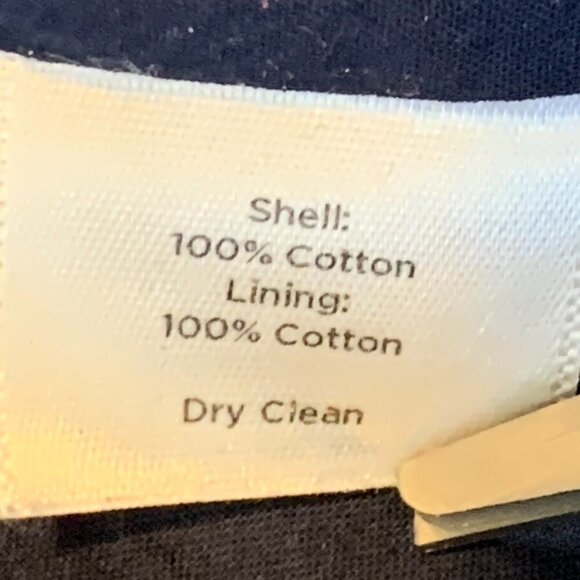 Shell:
100% Cotton
Lining:
100% Cotton
Dry Clean